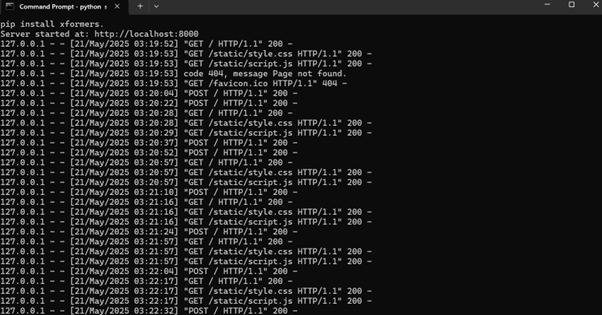 Command Prompt - python s
pip install xformers.
Server started at: http://localhost:8000
127.0.0.1 - - [21/May/2025 03:19:52] "GET / HTTP/1.1" 200 -
127.0.0.1 - - [21/May/2025 03:19:53] "GET /static/style.css HTTP/1.1" 200 -
127.0.0.1 - - [21/May/2025 03:19:53] "GET /static/script.js HTTP/1.1" 200 -
127.0.0.1 - - [21/May/2025 03:19:53] code 404, message Page not found.
127.0.0.1 - - [21/May/2025 03:19:53] "GET /favicon.ico HTTP/1.1" 404 -
127.0.0.1 - - [21/May/2025 03:20:04] "POST / HTTP/1.1" 200 -
127.0.0.1 - - [21/May/2025 03:20:22] "POST / HTTP/1.1" 200 -
127.0.0.1 - - [21/May/2025 03:20:28] "GET / HTTP/1.1" 200 -
127.0.0.1 - - [21/May/2025 03:20:28] "GET /static/style.css HTTP/1.1" 200 -
127.0.0.1 - - [21/May/2025 03:20:29] "GET /static/script.js HTTP/1.1" 200 -
127.0.0.1 - - [21/May/2025 03:20:37] "POST / HTTP/1.1" 200 -
127.0.0.1 - - [21/May/2025 03:20:52] "POST / HTTP/1.1" 200 -
127.0.0.1 - - [21/May/2025 03:20:57] "GET / HTTP/1.1" 200 -
127.0.0.1 - - [21/May/2025 03:20:57] "GET /static/style.css HTTP/1.1" 200 -
127.0.0.1 - - [21/May/2025 03:20:57] "GET /static/script.js HTTP/1.1" 200 -
127.0.0.1 - - [21/May/2025 03:21:10] "POST / HTTP/1.1" 200 -
127.0.0.1 - - [21/May/2025 03:21:16] "GET / HTTP/1.1" 200 -
127.0.0.1 - - [21/May/2025 03:21:16] "GET /static/style.css HTTP/1.1" 200 -
127.0.0.1 - - [21/May/2025 03:21:16] "GET /static/script.js HTTP/1.1" 200 -
127.0.0.1 - - [21/May/2025 03:21:24] "POST / HTTP/1.1" 200 -
127.0.0.1 - - [21/May/2025 03:21:57] "GET / HTTP/1.1" 200 -
127.0.0.1 - - [21/May/2025 03:21:57] "GET /static/style.css HTTP/1.1" 200 -
127.0.0.1 - - [21/May/2025 03:21:57] "GET /static/script.js HTTP/1.1" 200 -
127.0.0.1 - - [21/May/2025 03:22:04] "POST / HTTP/1.1" 200 -
127.0.0.1 - - [21/May/2025 03:22:17] "GET / HTTP/1.1" 200 -
127.0.0.1 - - [21/May/2025 03:22:17] "GET /static/style.css HTTP/1.1" 200 -
127.0.0.1 - - [21/May/2025 03:22:17] "GET /static/script.js HTTP/1.1" 200 -
127.0.0.1 - - [21/May/2025 03:22:32] "POST / HTTP/1.1" 200 -